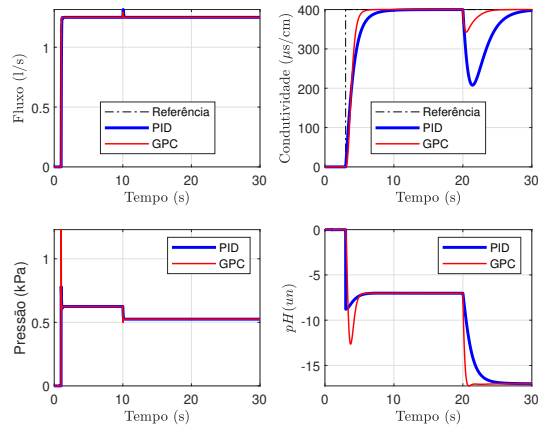 Fluxo (l/s)
1
0.5
0
Referência
PID
GPC
0
10
20
30
Tempo (s)
Condutividade (μs/cm)
400
300
200
100
0
Referência
PID
GPC
0
10
20
30
Tempo (s)
Pressão (kPa)
1
0.5
0
PID
GPC
0
10
20
30
Tempo (s)
pH(un)
0
-5
-10
-15
PID
GPC
0
10
20
30
Tempo (s)